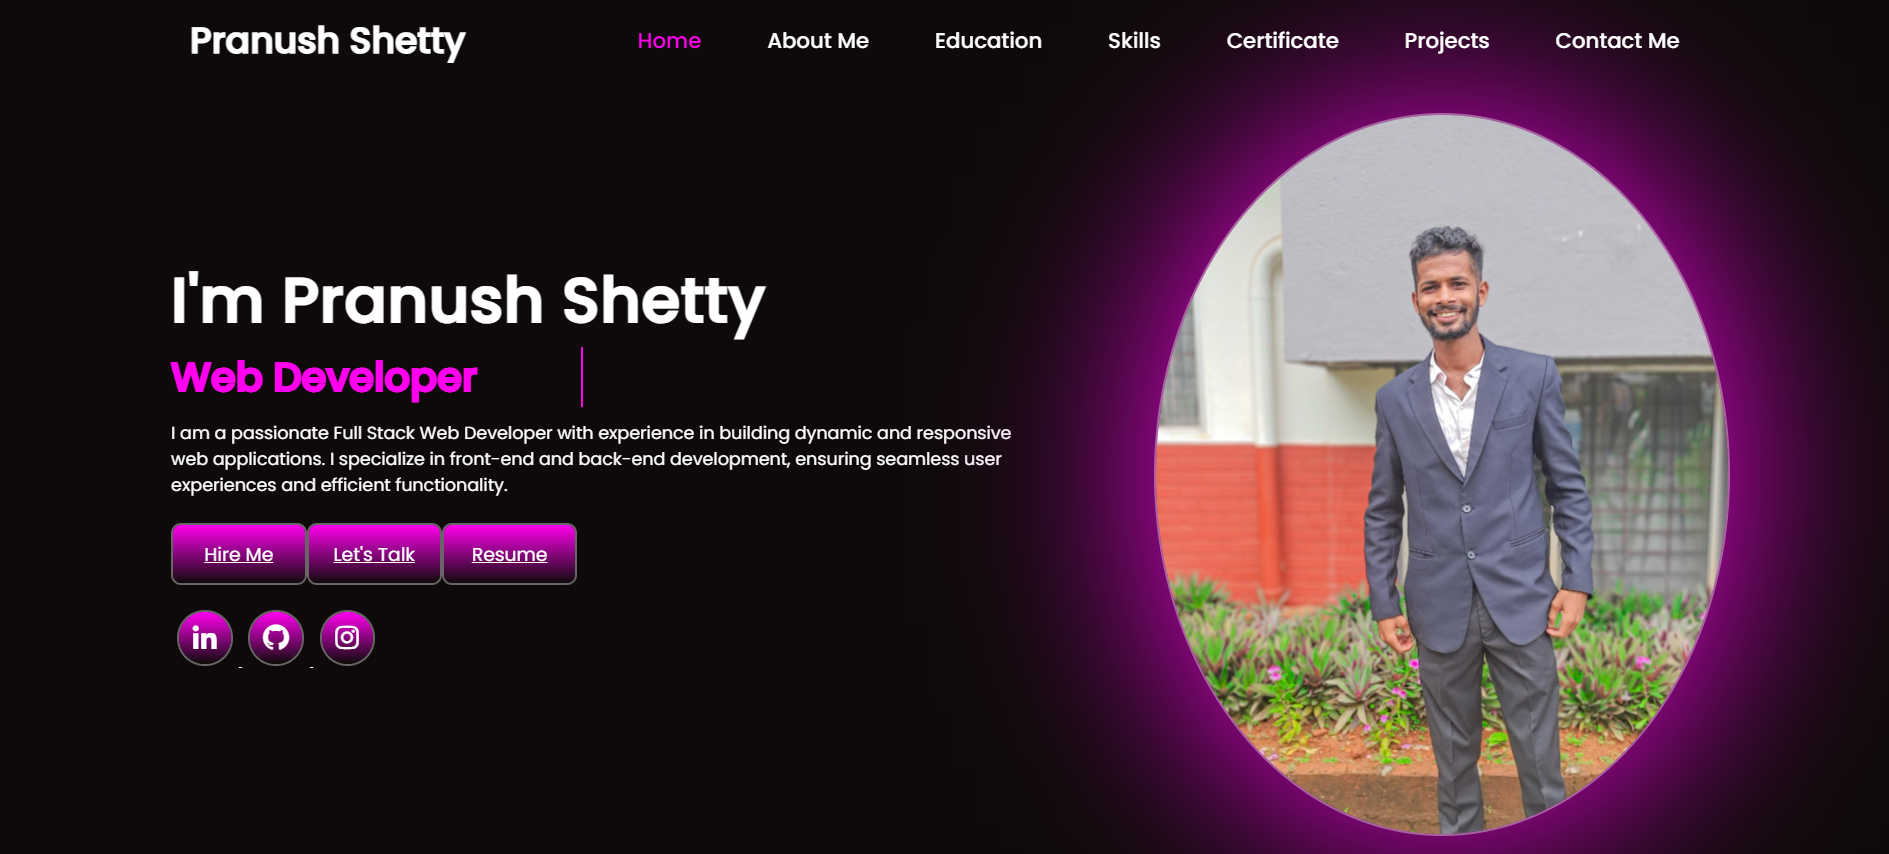 Pranush Shetty
Home
About Me
Education
Skills
Certificate
Projects
Contact Me
I'm Pranush Shetty
Web Developer
I am a passionate Full Stack Web Developer with experience in building dynamic and responsive
web applications. I specialize in front-end and back-end development, ensuring seamless user
experiences and efficient functionality.
Hire Me
Let's Talk
Resume
in